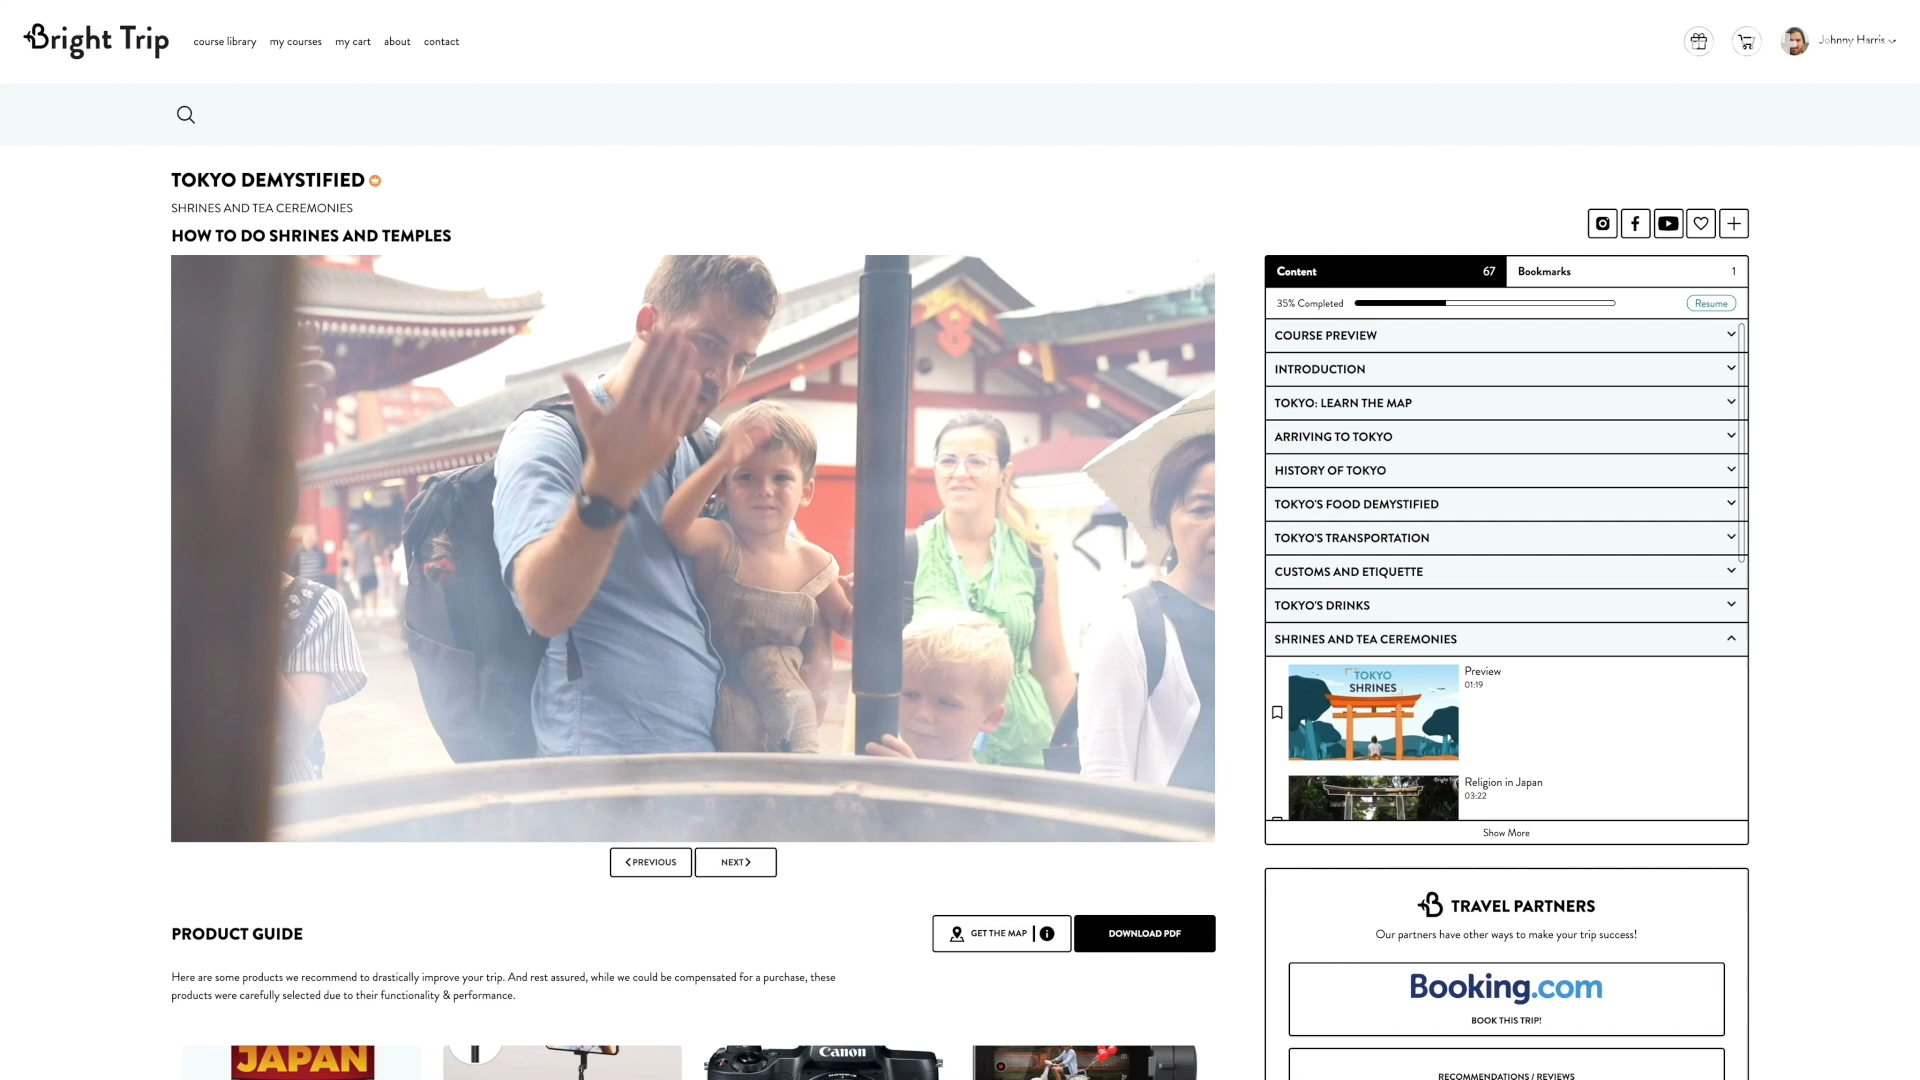 Bright Trip
course library
my courses
my cart
about
contact
Johnny Harris
TOKYO DEMYSTIFIED
SHRINES AND TEA CEREMONIES
HOW TO DO SHRINES AND TEMPLES
Content 67
Bookmarks 1
35% Completed
Resume
COURSE PREVIEW
INTRODUCTION
TOKYO: LEARN THE MAP
ARRIVING TO TOKYO
HISTORY OF TOKYO
TOKYO'S FOOD DEMYSTIFIED
TOKYO'S TRANSPORTATION
CUSTOMS AND ETIQUETTE
TOKYO'S DRINKS
SHRINES AND TEA CEREMONIES
TOKYO
SHRINES
Preview
01:19
Religion in Japan
03:22
Show More
PREVIOUS
NEXT
PRODUCT GUIDE
GET THE MAP
DOWNLOAD PDF
Here are some products we recommend to drastically improve your trip. And rest assured, while we could be compensated for a purchase, these
products were carefully selected due to their functionality & performance.
JAPAN
Canon
TRAVEL PARTNERS
Our partners have other ways to make your trip success!
Booking.com
BOOK THIS TRIP!
RECOMMENDATIONS / REVIEWS